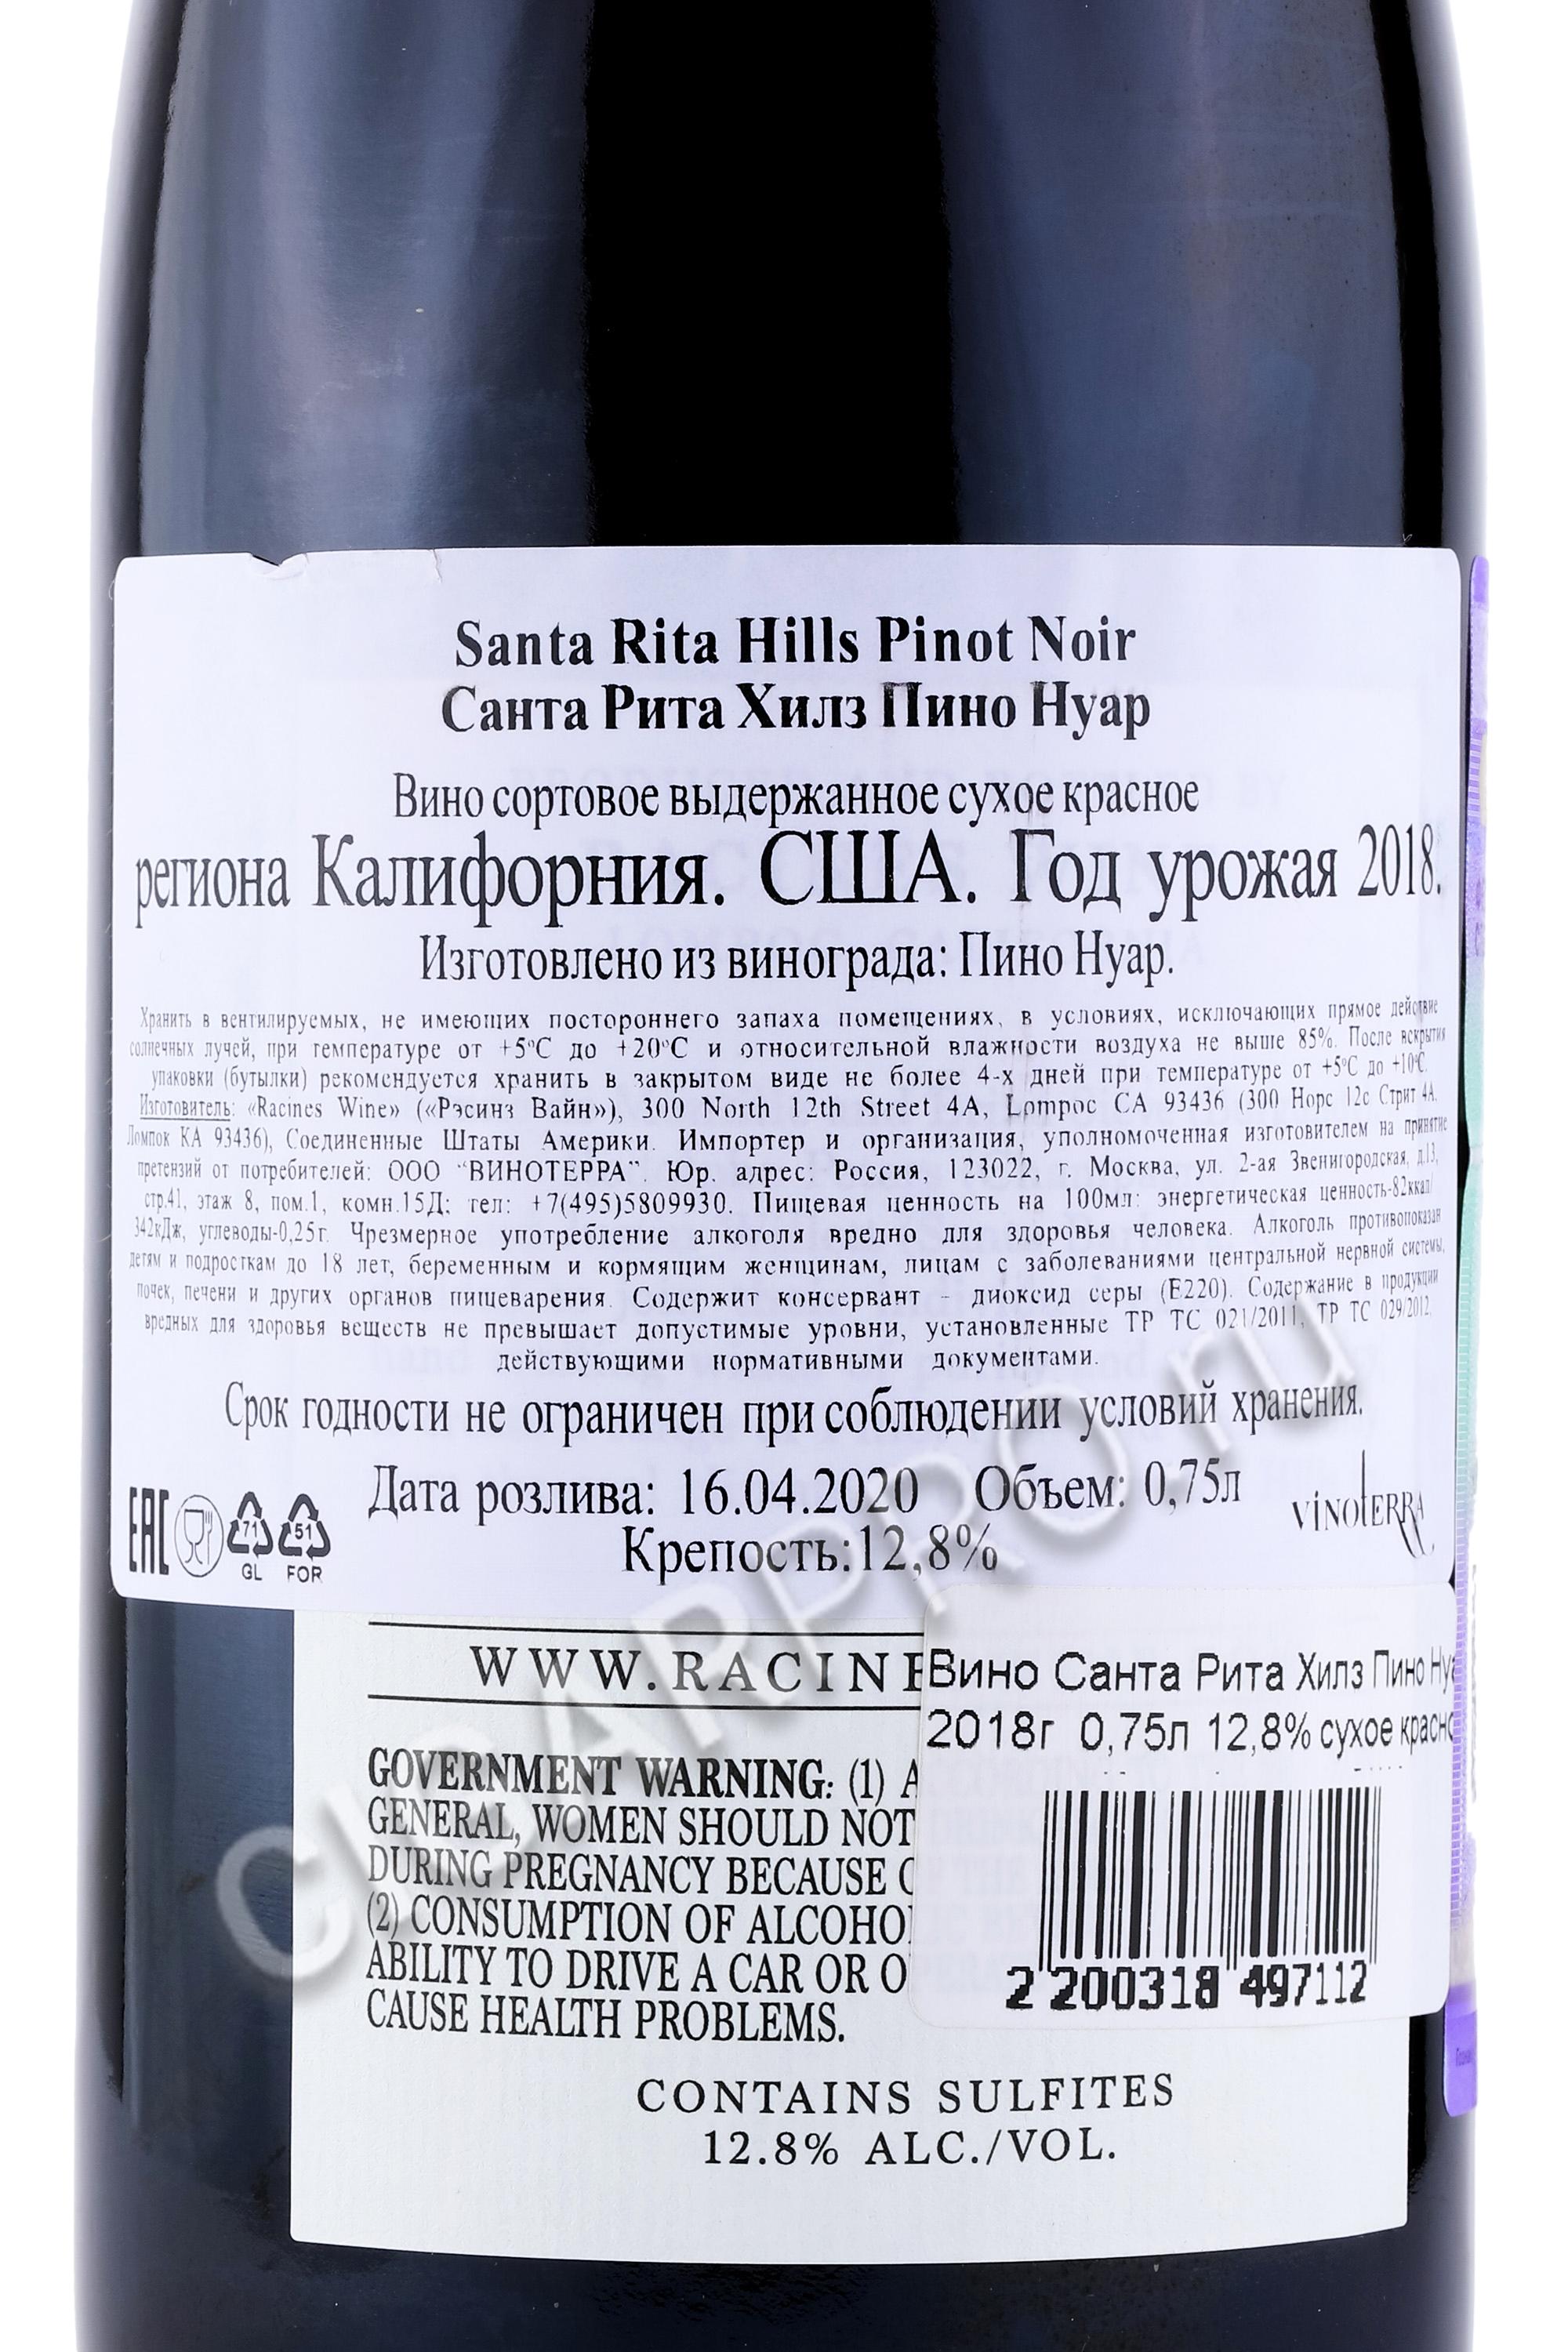 Santa Rita Hills Pinot Noir
Санта Рита Хилз Пино Нуар
Вино сортовое выдержанное сухое красное
региона Калифорния. США. Год урожая 2018.
Изготовлено из винограда: Пино Нуар.
Хранить в вентилируемых, не имеющих постороннего запаха помещениях, в условиях, исключающих прямое действие
солнечных лучей, при температуре от +5°С до +20°С и относительной влажности воздуха не выше 85%. После вскрытия
упаковки (бутылки) рекомендуется хранить в закрытом виде не более 4-х дней при температуре от +5°С до +10°С.
Изготовитель: «Racines Wine» («Рэсинз Вайн»), 300 North 12th Street 4A, Lompoc CA 93436 (300 Норс 12с Стрит 4А,
Ломпок КА 93436), Соединенные Штаты Америки. Импортер и организация, уполномоченная изготовителем на принятие
претензий от потребителей: ООО "ВИНОТЕРРА". Юр. адрес: Россия, 123022, г. Москва, ул. 2-ая Звенигородская, д.13,
стр.41, этаж 8, пом.1, комн.15Д; тел: +7(495)5809930. Пищевая ценность на 100мл: энергетическая ценность-82ккал/
342кДж, углеводы-0,25г. Чрезмерное употребление алкоголя вредно для здоровья человека. Алкоголь противопоказан
детям и подросткам до 18 лет, беременным и кормящим женщинам, лицам с заболеваниями центральной нервной системы,
почек, печени и других органов пищеварения. Содержит консервант - диоксид серы (Е220). Содержание в продукции
вредных для здоровья веществ не превышает допустимые уровни, установленные ТР ТС 021/2011, ТР ТС 029/2012,
действующими нормативными документами.
Срок годности не ограничен при соблюдении условий хранения.
Дата розлива: 16.04.2020 Объем: 0,75л
Крепость:12,8%
EAC
71
GL
51
FOR
VINOTERRA
WWW.RACINE
GOVERNMENT WARNING: (1) A
GENERAL, WOMEN SHOULD NOT
DURING PREGNANCY BECAUSE O
(2) CONSUMPTION OF ALCOHO
ABILITY TO DRIVE A CAR OR O
CAUSE HEALTH PROBLEMS.
CONTAINS SULFITES
12.8% ALC./VOL.
Вино Санта Рита Хилз Пино Ну
2018г 0,75л 12,8% сухое красно
2 200318 497112
CIGARPRO.ru